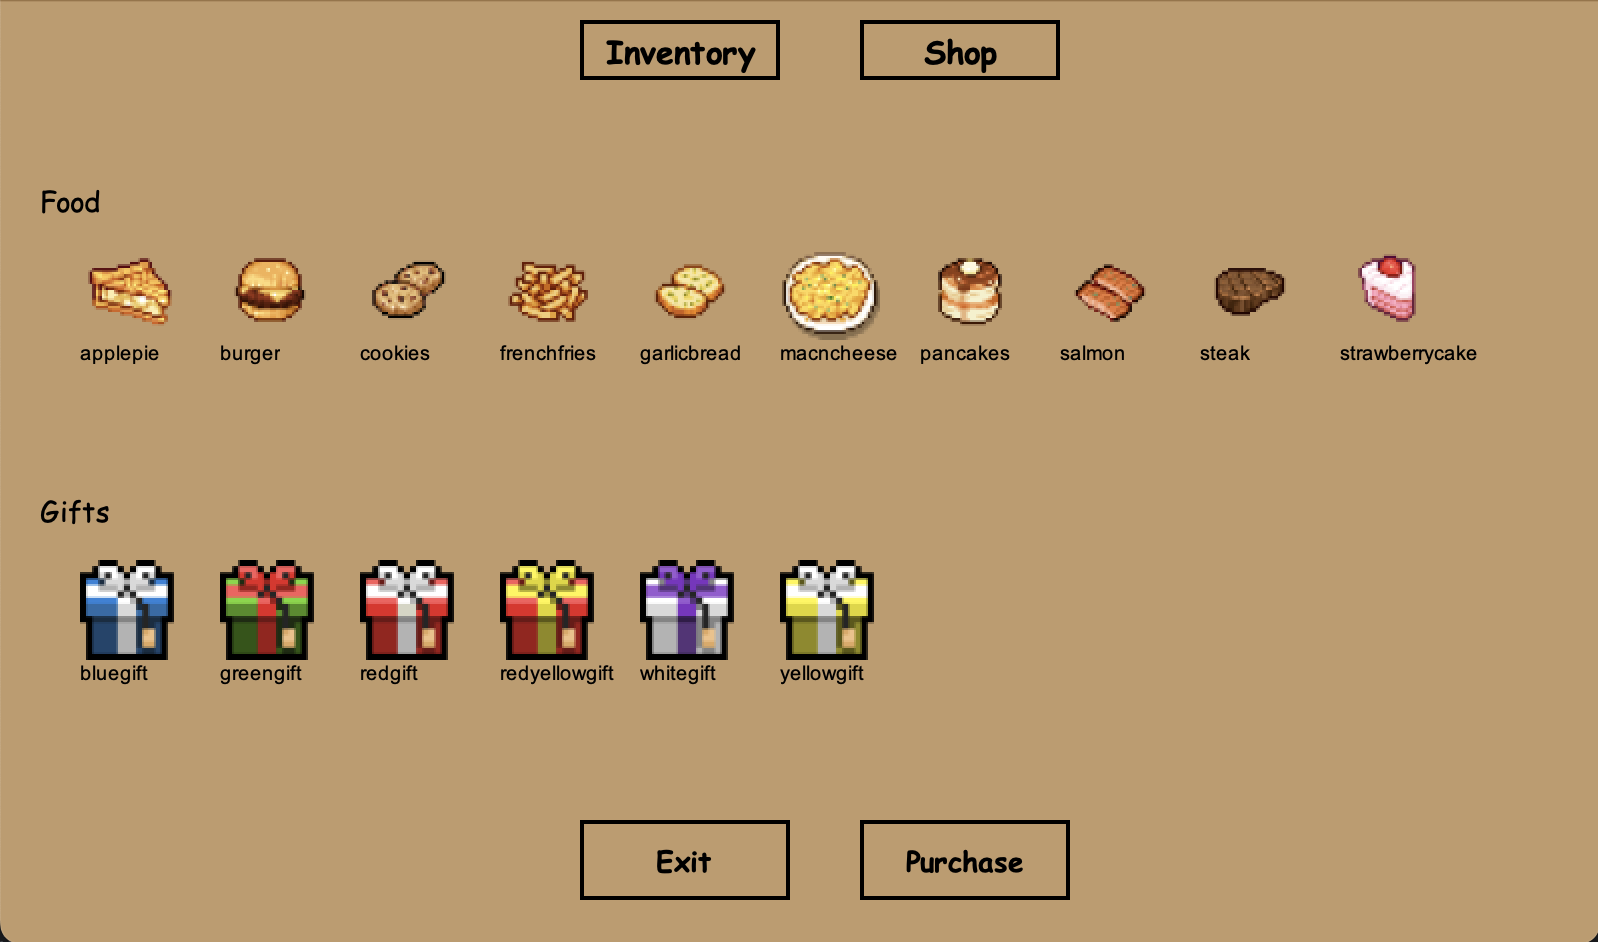 Inventory Shop
Food
applepie burger cookies frenchfries garlicbread macncheese pancakes salmon steak strawberrycake
Gifts
bluegift greengift redgift redyellowgift whitegift yellowgift
Exit Purchase